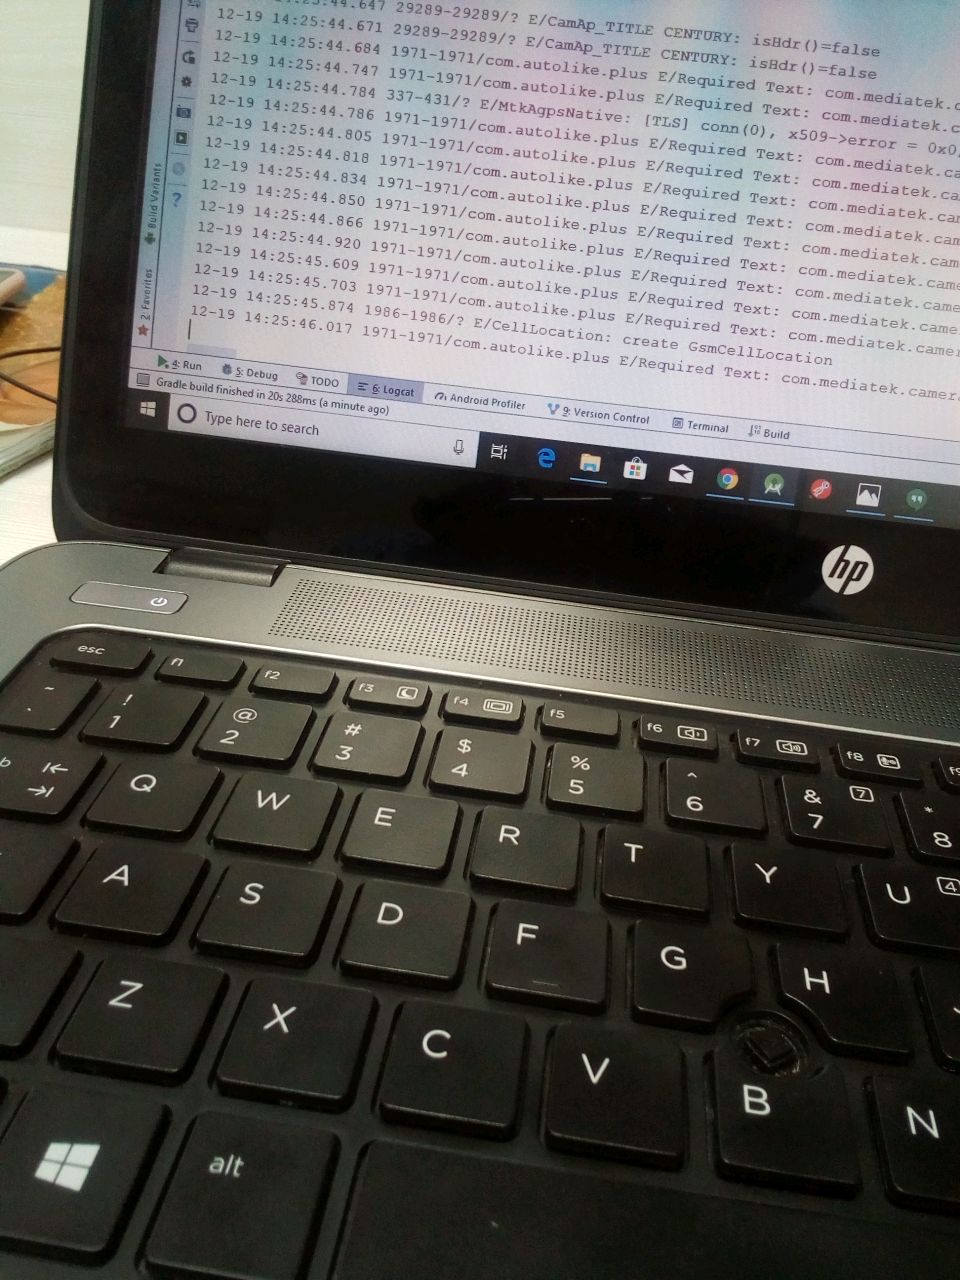 14:25:44.647 29289-29289/? E/CamAp_TITLE CENTURY: isHdr()=false
12-19 14:25:44.671 29289-29289/? E/CamAp_TITLE CENTURY: isHdr()=false
12-19 14:25:44.684 1971-1971/com.autolike.plus E/Required Text: com.mediatek.c
12-19 14:25:44.747 1971-1971/com.autolike.plus E/Required Text: com.mediatek.c
12-19 14:25:44.784 337-431/? E/MtkAgpsNative: [TLS] conn(0), x509->error = 0x0,
12-19 14:25:44.786 1971-1971/com.autolike.plus E/Required Text: com.mediatek.ca
12-19 14:25:44.805 1971-1971/com.autolike.plus E/Required Text: com.mediatek.ca
12-19 14:25:44.818 1971-1971/com.autolike.plus E/Required Text: com.mediatek.ca
12-19 14:25:44.834 1971-1971/com.autolike.plus E/Required Text: com.mediatek.cam
12-19 14:25:44.850 1971-1971/com.autolike.plus E/Required Text: com.mediatek.cam
12-19 14:25:44.866 1971-1971/com.autolike.plus E/Required Text: com.mediatek.cam
12-19 14:25:44.920 1971-1971/com.autolike.plus E/Required Text: com.mediatek.came
12-19 14:25:45.609 1971-1971/com.autolike.plus E/Required Text: com.mediatek.came
12-19 14:25:45.703 1971-1971/com.autolike.plus E/Required Text: com.mediatek.camer
12-19 14:25:45.874 1986-1986/? E/CellLocation: create GsmCellLocation
12-19 14:25:46.017 1971-1971/com.autolike.plus E/Required Text: com.mediatek.camera
Build Variants
2: Favorites
4: Run 5: Debug TODO 6: Logcat Android Profiler 9: Version Control Terminal Build
Gradle build finished in 20s 288ms (a minute ago)
Type here to search
hp
esc f1 f2 f3 f4 f5 f6 f7 f8 f9
~ ! @ # $ % ^ & 7 *
1 2 3 4 5 6 7 8
b Q W E R T Y U 4
A S D F G H
Z X C V B N
alt